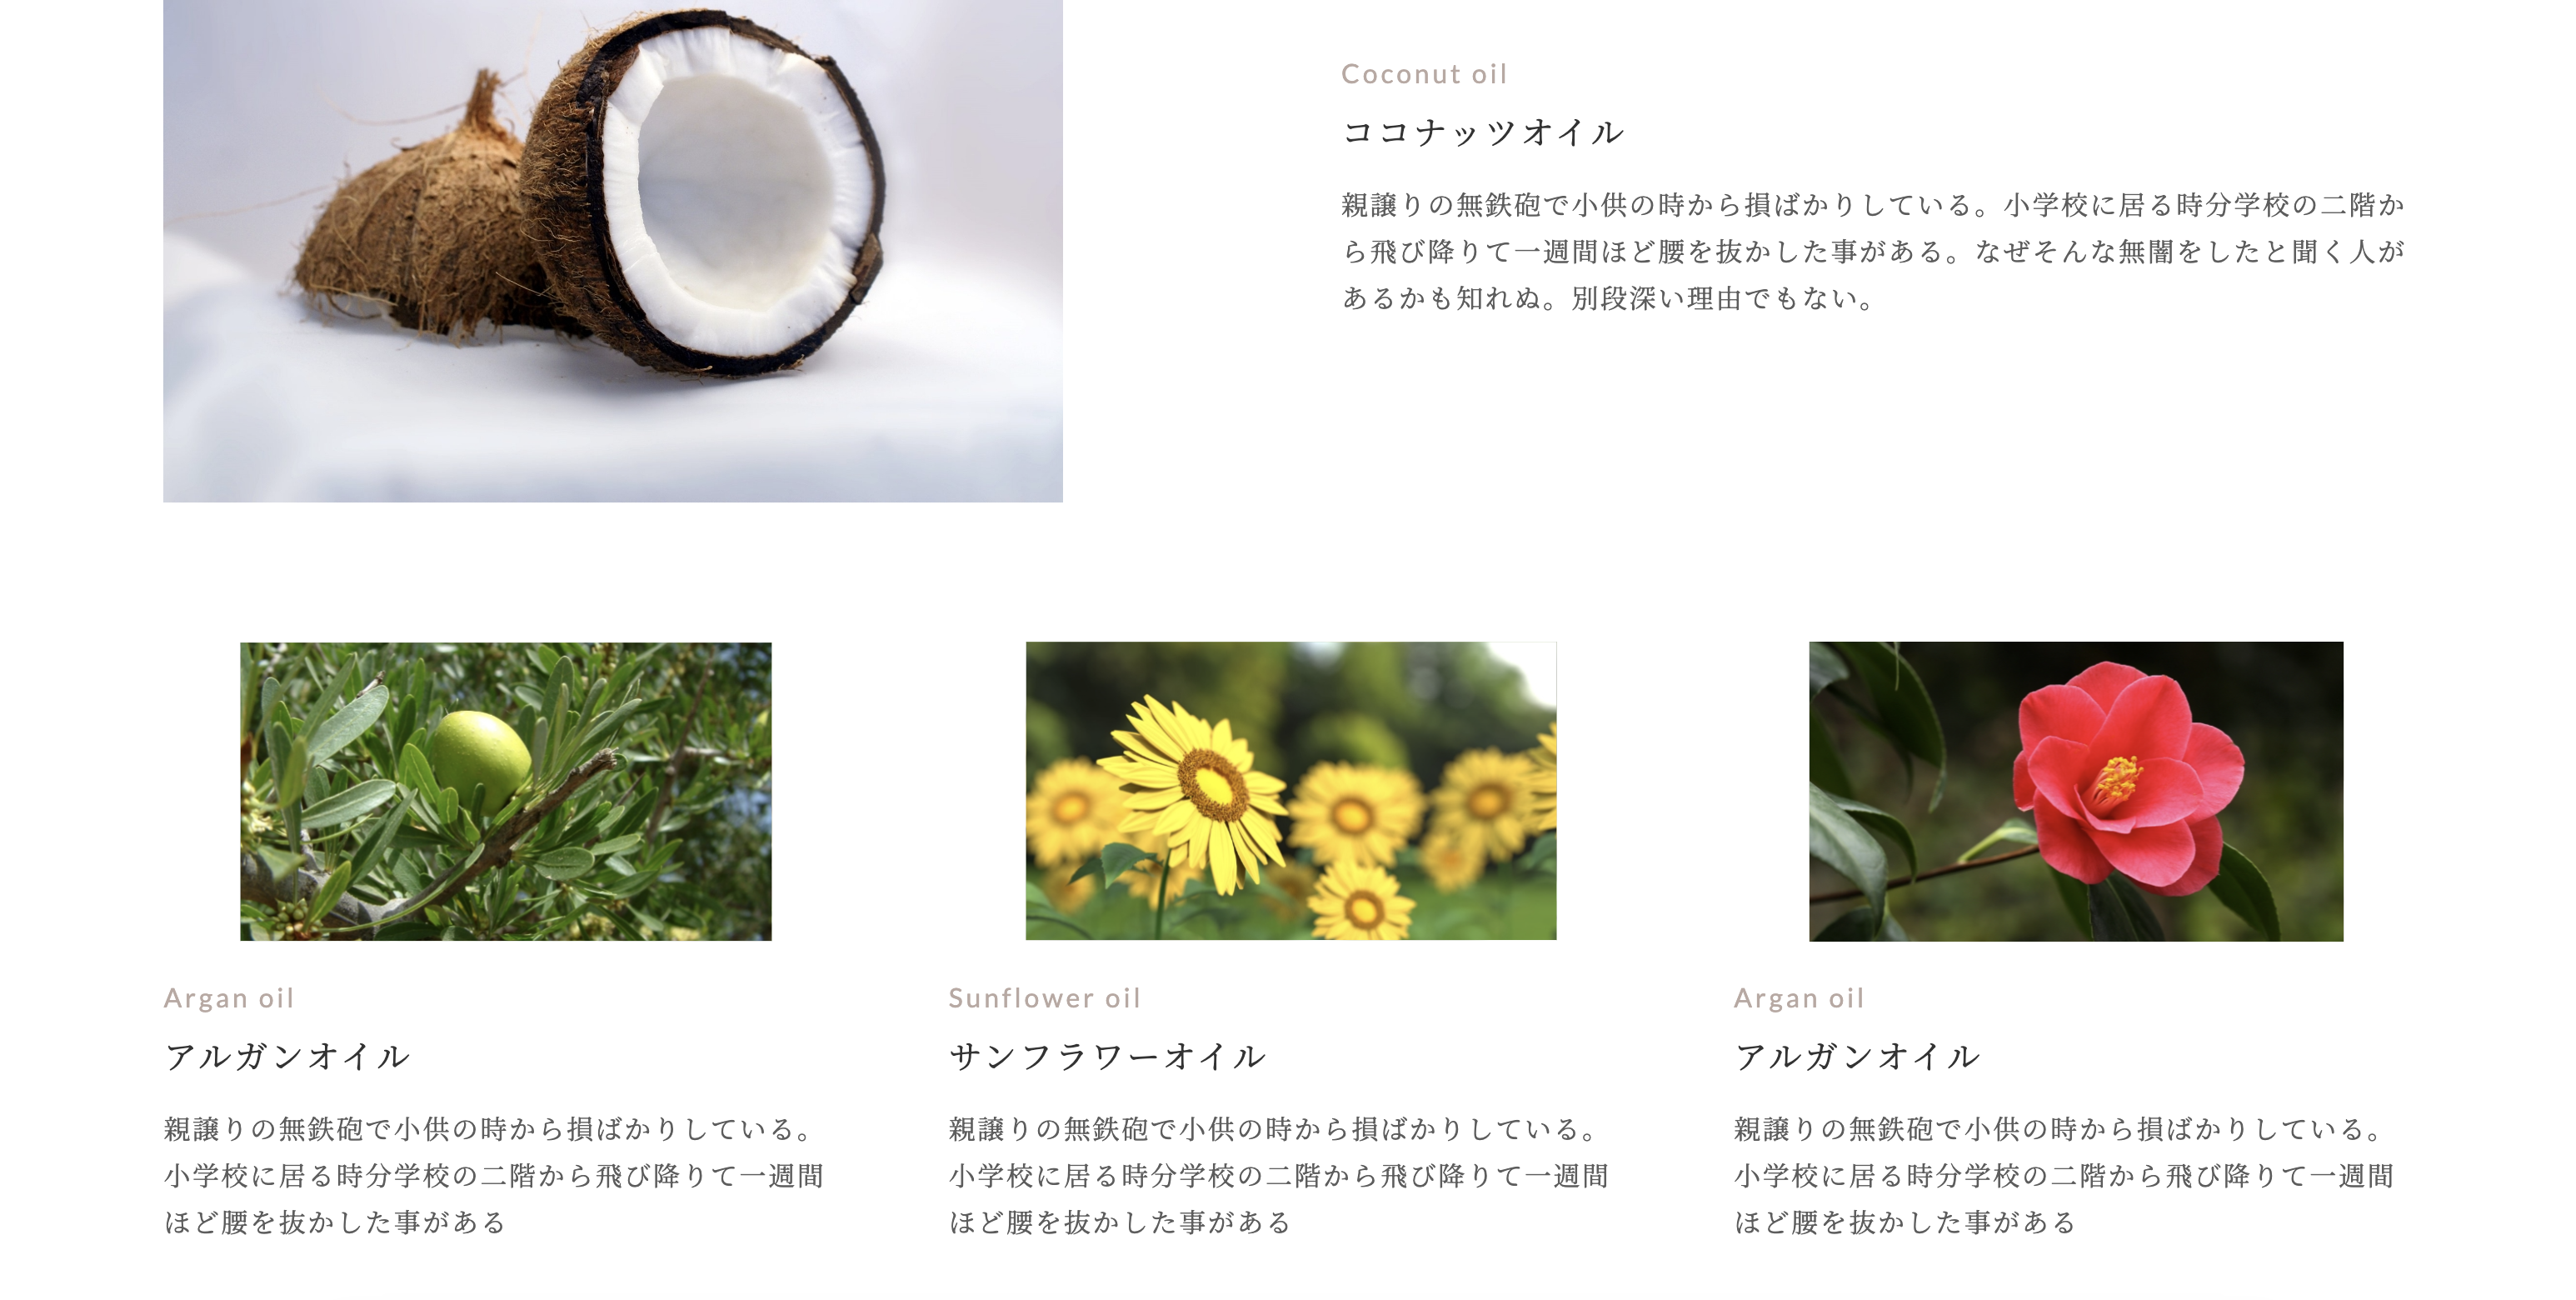 Coconut oil
ココナッツオイル
親譲りの無鉄砲で小供の時から損ばかりしている。小学校に居る時分学校の二階か
ら飛び降りて一週間ほど腰を抜かした事がある。なぜそんな無闇をしたと聞く人が
あるかも知れぬ。別段深い理由でもない。
Argan oil
アルガンオイル
親譲りの無鉄砲で小供の時から損ばかりしている。
小学校に居る時分学校の二階から飛び降りて一週間
ほど腰を抜かした事がある
Sunflower oil
サンフラワーオイル
親譲りの無鉄砲で小供の時から損ばかりしている。
小学校に居る時分学校の二階から飛び降りて一週間
ほど腰を抜かした事がある
Argan oil
アルガンオイル
親譲りの無鉄砲で小供の時から損ばかりしている。
小学校に居る時分学校の二階から飛び降りて一週間
ほど腰を抜かした事がある